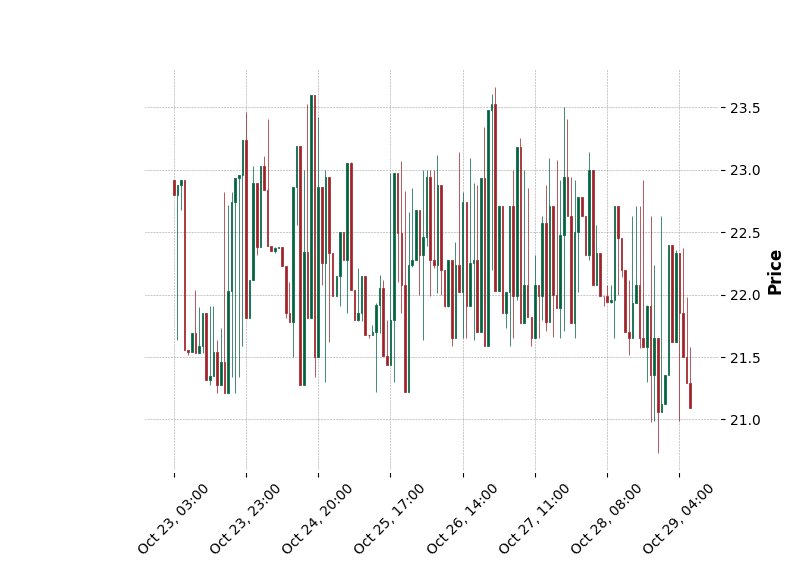 23.5
23.0
22.5
22.0
21.5
21.0
Price
Oct 23, 03:00
Oct 23, 23:00
Oct 24, 20:00
Oct 25, 17:00
Oct 26, 14:00
Oct 27, 11:00
Oct 28, 08:00
Oct 29, 04:00